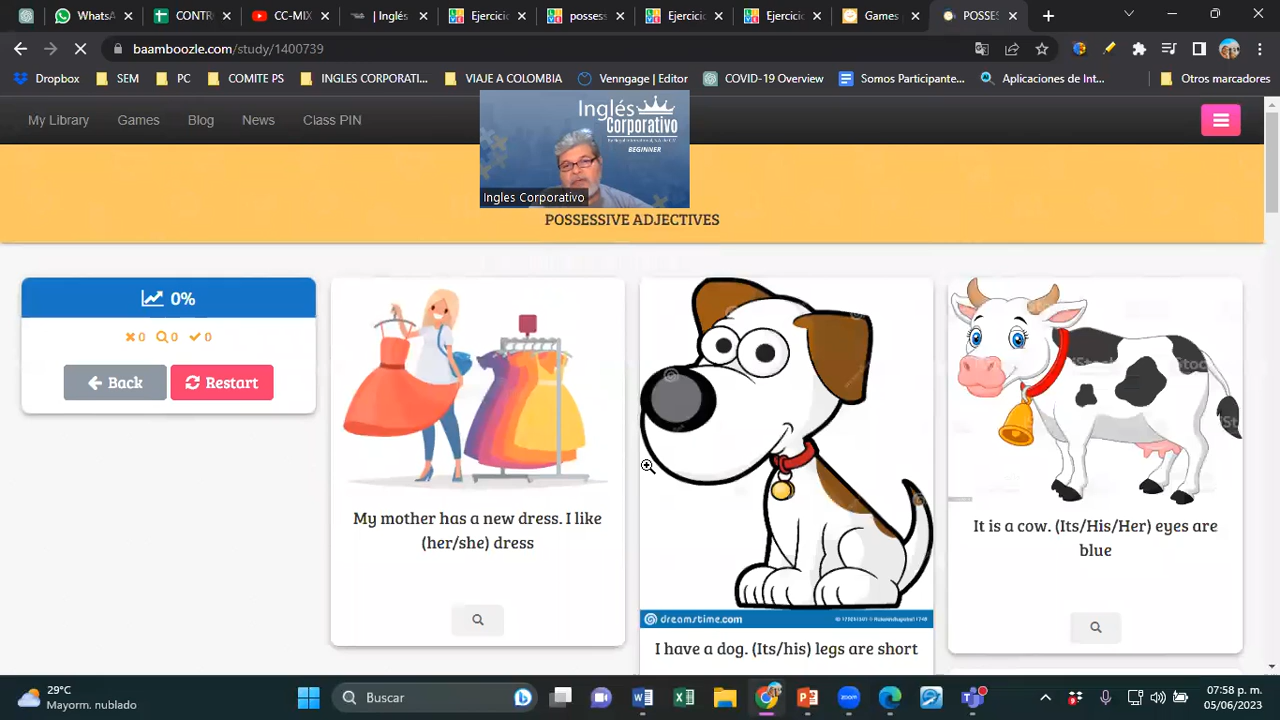 WhatsA
CONTR
CC-MIX
| Inglés
Ejercici
possess
Ejercici
Ejercici
Games
POSSES
baamboozle.com/study/1400739
Dropbox
SEM
PC
COMITE PS
INGLES CORPORATI...
VIAJE A COLOMBIA
Venngage | Editor
COVID-19 Overview
Somos Participante...
Aplicaciones de Int...
Otros marcadores
My Library
Games
Blog
News
Class PIN
Inglés
Corporativo
BEGINNER
Ingles Corporativo
POSSESSIVE ADJECTIVES
0%
0
0
0
Back
Restart
My mother has a new dress. I like
(her/she) dress
dreamstime.com
I have a dog. (Its/his) legs are short
It is a cow. (Its/His/Her) eyes are
blue
29°C
Mayorm. nublado
Buscar
07:58 p. m.
05/06/2023